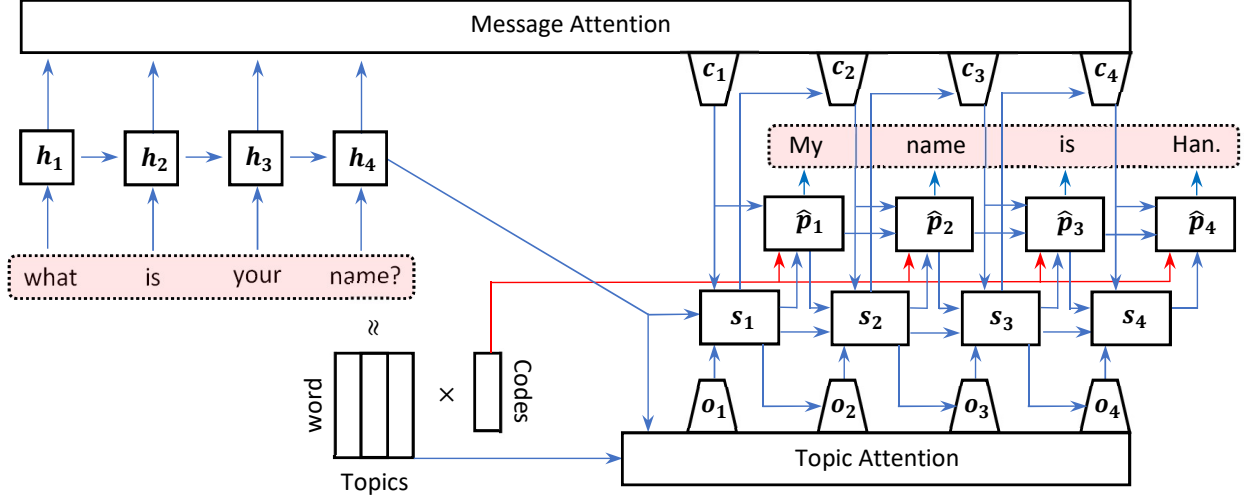 Message Attention
c1 c2 c3 c4
My name is Han.
h1 h2 h3 h4
p̂1 p̂2 p̂3 p̂4
what is your name?
s1 s2 s3 s4
≈
word
×
Codes
o1 o2 o3 o4
Topic Attention
Topics